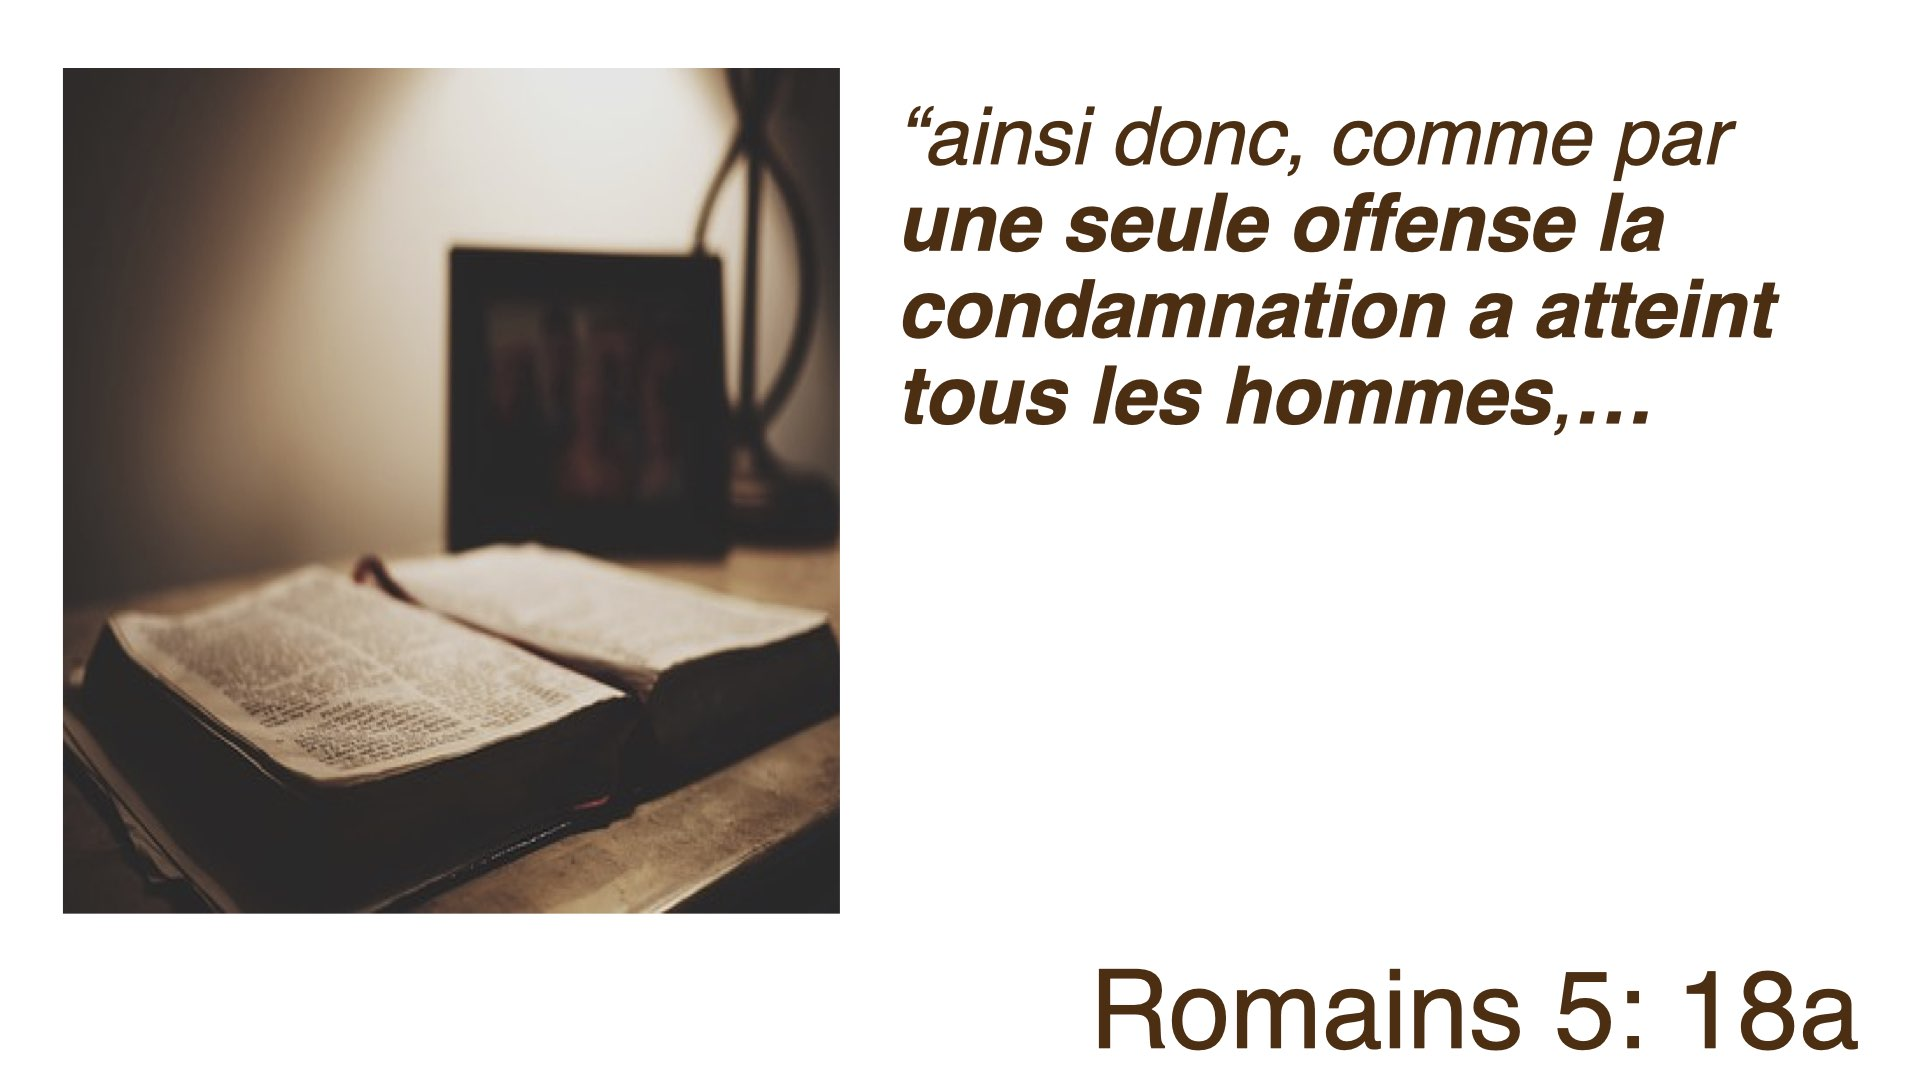 “ainsi donc, comme par
une seule offense la
condamnation a atteint
tous les hommes,…
Romains 5: 18a